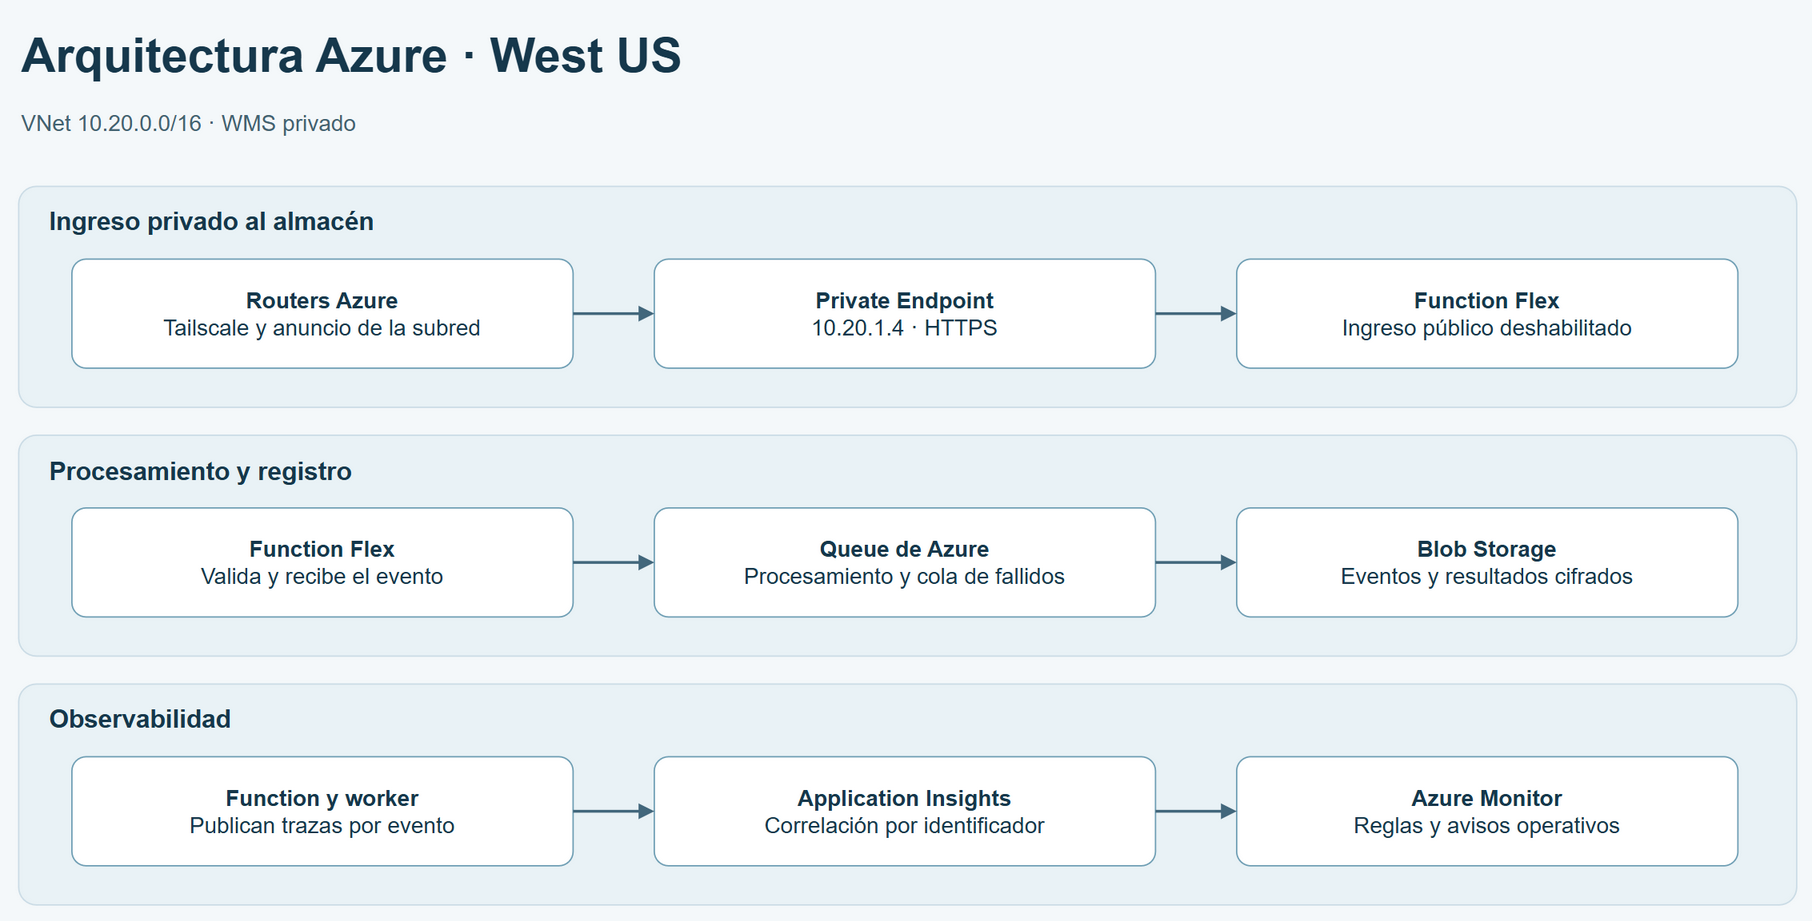 Arquitectura Azure · West US
VNet 10.20.0.0/16 · WMS privado
Ingreso privado al almacén
Routers Azure
Tailscale y anuncio de la subred
Private Endpoint
10.20.1.4 · HTTPS
Function Flex
Ingreso público deshabilitado
Procesamiento y registro
Function Flex
Valida y recibe el evento
Queue de Azure
Procesamiento y cola de fallidos
Blob Storage
Eventos y resultados cifrados
Observabilidad
Function y worker
Publican trazas por evento
Application Insights
Correlación por identificador
Azure Monitor
Reglas y avisos operativos